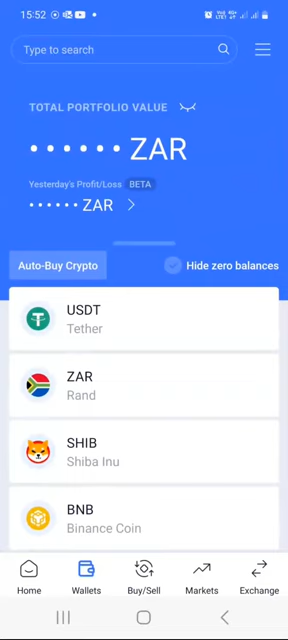 15:52
Type to search
TOTAL PORTFOLIO VALUE
•••••• ZAR
Yesterday's Profit/Loss BETA
•••••• ZAR
Auto-Buy Crypto
Hide zero balances
USDT
Tether
ZAR
Rand
SHIB
Shiba Inu
BNB
Binance Coin
Home Wallets Buy/Sell Markets Exchange